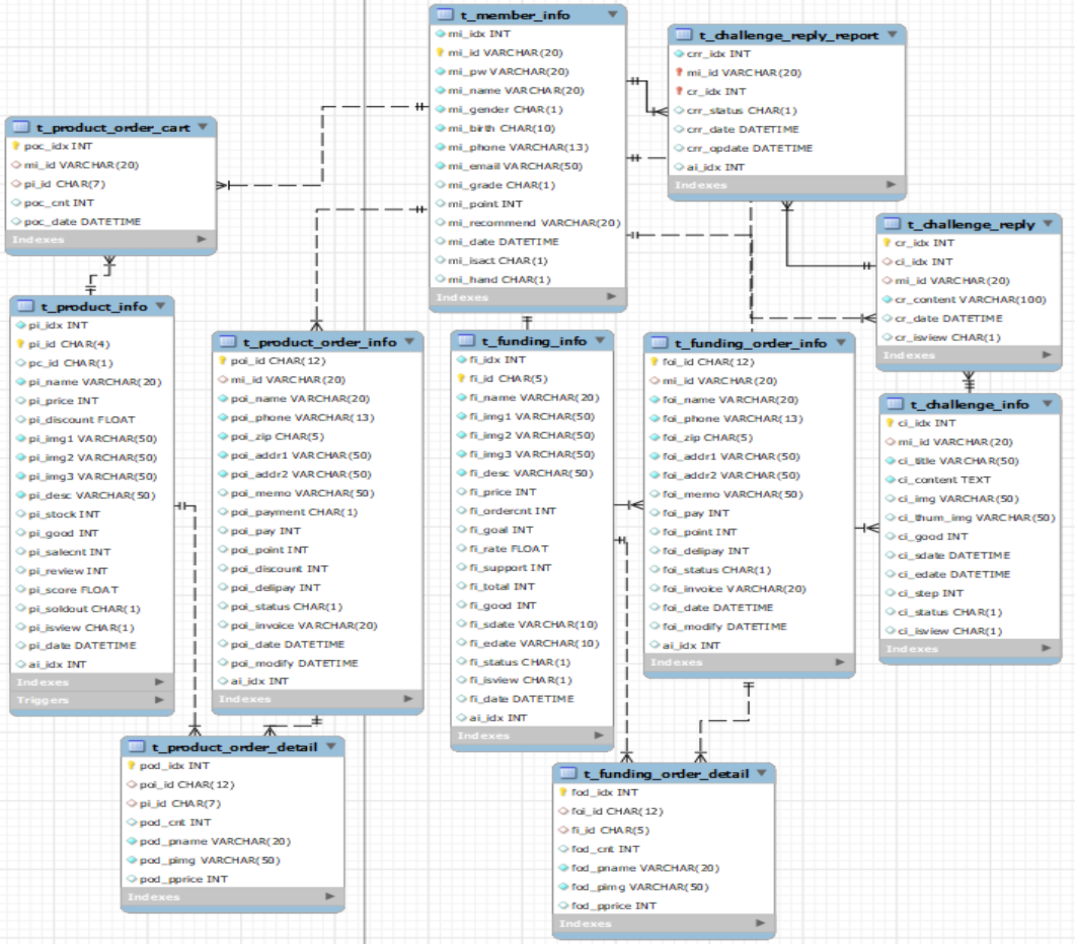 t_member_info
mi_idx INT
mi_id VARCHAR(20)
mi_pw VARCHAR(20)
mi_name VARCHAR(20)
mi_gender CHAR(1)
mi_birth CHAR(10)
mi_phone VARCHAR(13)
mi_email VARCHAR(50)
mi_grade CHAR(1)
mi_point INT
mi_recommend VARCHAR(20)
mi_date DATETIME
mi_isact CHAR(1)
mi_hand CHAR(1)
Indexes
t_challenge_reply_report
crr_idx INT
mi_id VARCHAR(20)
cr_idx INT
crr_status CHAR(1)
crr_date DATETIME
crr_opdate DATETIME
ai_idx INT
Indexes
t_product_order_cart
poc_idx INT
mi_id VARCHAR(20)
pi_id CHAR(7)
poc_cnt INT
poc_date DATETIME
Indexes
t_challenge_reply
cr_idx INT
ci_idx INT
mi_id VARCHAR(20)
cr_content VARCHAR(100)
cr_date DATETIME
cr_isview CHAR(1)
Indexes
t_product_info
pi_idx INT
pi_id CHAR(4)
pc_id CHAR(1)
pi_name VARCHAR(20)
pi_price INT
pi_discount FLOAT
pi_img1 VARCHAR(50)
pi_img2 VARCHAR(50)
pi_img3 VARCHAR(50)
pi_desc VARCHAR(50)
pi_stock INT
pi_good INT
pi_salecnt INT
pi_review INT
pi_score FLOAT
pi_soldout CHAR(1)
pi_isview CHAR(1)
pi_date DATETIME
ai_idx INT
Indexes
Triggers
t_product_order_info
poi_id CHAR(12)
mi_id VARCHAR(20)
poi_name VARCHAR(20)
poi_phone VARCHAR(13)
poi_zip CHAR(5)
poi_addr1 VARCHAR(50)
poi_addr2 VARCHAR(50)
poi_memo VARCHAR(50)
poi_payment CHAR(1)
poi_pay INT
poi_point INT
poi_discount INT
poi_delipay INT
poi_status CHAR(1)
poi_invoice VARCHAR(20)
poi_date DATETIME
poi_modify DATETIME
ai_idx INT
Indexes
t_funding_info
fi_idx INT
fi_id CHAR(5)
fi_name VARCHAR(20)
fi_img1 VARCHAR(50)
fi_img2 VARCHAR(50)
fi_img3 VARCHAR(50)
fi_desc VARCHAR(50)
fi_price INT
fi_ordercnt INT
fi_goal INT
fi_rate FLOAT
fi_support INT
fi_total INT
fi_good INT
fi_sdate VARCHAR(10)
fi_edate VARCHAR(10)
fi_status CHAR(1)
fi_isview CHAR(1)
fi_date DATETIME
ai_idx INT
Indexes
t_funding_order_info
foi_id CHAR(12)
mi_id VARCHAR(20)
foi_name VARCHAR(20)
foi_phone VARCHAR(13)
foi_zip CHAR(5)
foi_addr1 VARCHAR(50)
foi_addr2 VARCHAR(50)
foi_memo VARCHAR(50)
foi_pay INT
foi_point INT
foi_delipay INT
foi_status CHAR(1)
foi_invoice VARCHAR(20)
foi_date DATETIME
foi_modify DATETIME
ai_idx INT
Indexes
t_challenge_info
ci_idx INT
mi_id VARCHAR(20)
ci_title VARCHAR(50)
ci_content TEXT
ci_img VARCHAR(50)
ci_thum_img VARCHAR(50)
ci_good INT
ci_sdate DATETIME
ci_edate DATETIME
ci_step INT
ci_status CHAR(1)
ci_isview CHAR(1)
Indexes
t_product_order_detail
pod_idx INT
poi_id CHAR(12)
pi_id CHAR(7)
pod_cnt INT
pod_pname VARCHAR(20)
pod_pimg VARCHAR(50)
pod_pprice INT
Indexes
t_funding_order_detail
fod_idx INT
foi_id CHAR(12)
fi_id CHAR(5)
fod_cnt INT
fod_pname VARCHAR(20)
fod_pimg VARCHAR(50)
fod_pprice INT
Indexes